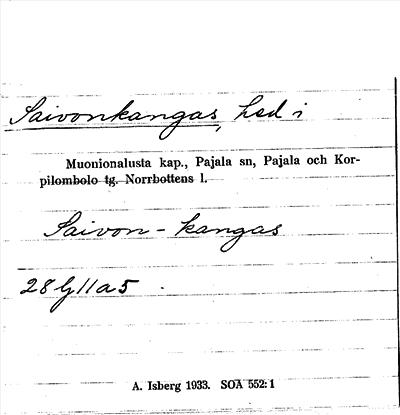 Saivonkangas, hed i
Muonionalusta kap., Pajala sn, Pajala och Kor-
pilombolo tg. Norrbottens l.
Saivon-kangas
28 G 11 a 5
A. Isberg 1933. SOA 552:1